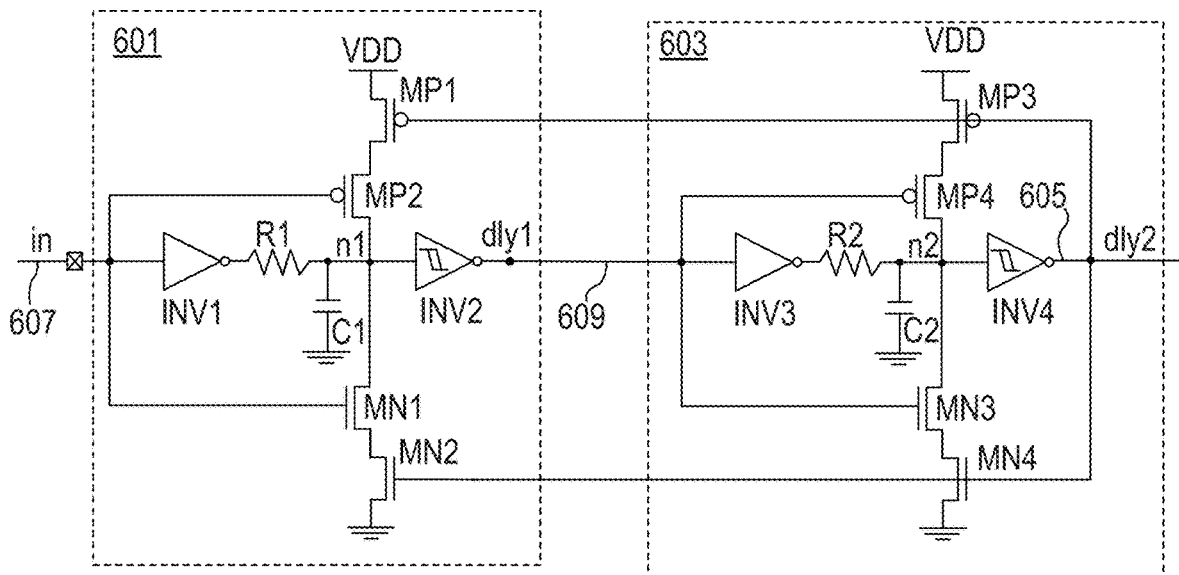 601
VDD
MP1
MP2
in
R1
n1
dly1
607
INV1
C1
INV2
609
MN1
MN2
603
VDD
MP3
MP4
605
R2
n2
dly2
INV3
C2
INV4
MN3
MN4